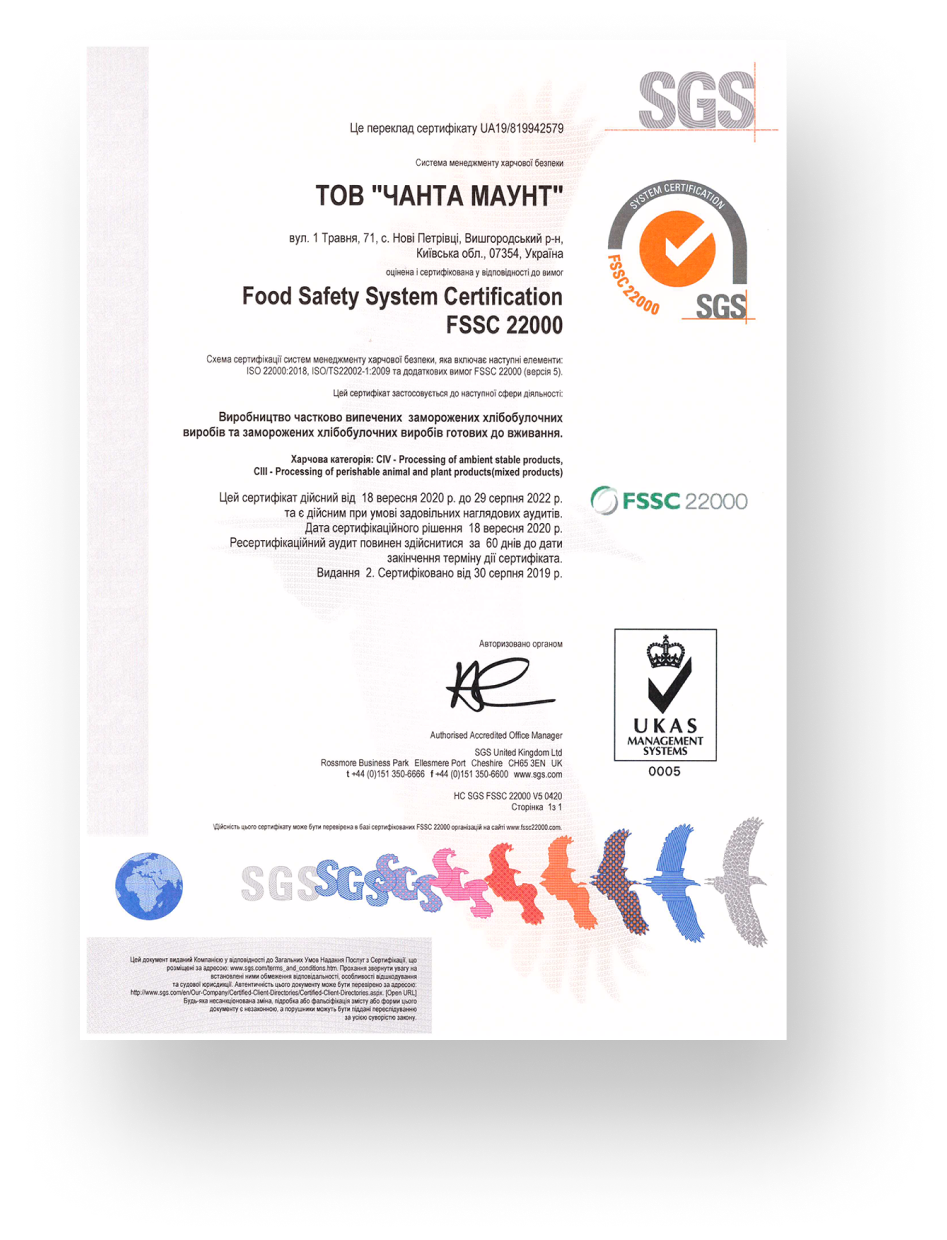 SGS
Це переклад сертифікату UA19/819942579
Система менеджменту харчової безпеки
ТОВ "ЧАНТА МАУНТ"
вул. 1 Травня, 71, с. Нові Петрівці, Вишгородський р-н,
Київська обл., 07354, Україна
оцінена і сертифікована у відповідності до вимог
Food Safety System Certification
FSSC 22000
SYSTEM CERTIFICATION
FSSC 22000
SGS
Схема сертифікації систем менеджменту харчової безпеки, яка включає наступні елементи:
ISO 22000:2018, ISO/TS22002-1:2009 та додаткових вимог FSSC 22000 (версія 5).
Цей сертифікат застосовується до наступної сфери діяльності:
Виробництво частково випечених заморожених хлібобулочних
виробів та заморожених хлібобулочних виробів готових до вживання.
Харчова категорія: CIV - Processing of ambient stable products,
CIII - Processing of perishable animal and plant products(mixed products)
Цей сертифікат дійсний від 18 вересня 2020 р. до 29 серпня 2022 р.
та є дійсним при умові задовільних наглядових аудитів.
Дата сертифікаційного рішення 18 вересня 2020 р.
Ресертифікаційний аудит повинен здійснитися за 60 днів до дати
закінчення терміну дії сертифіката.
Видання 2. Сертифіковано від 30 серпня 2019 р.
FSSC 22000
Авторизовано органом
Authorised Accredited Office Manager
SGS United Kingdom Ltd
Rossmore Business Park Ellesmere Port Cheshire CH65 3EN UK
t +44 (0)151 350-6666 f +44 (0)151 350-6600 www.sgs.com
HC SGS FSSC 22000 V5 0420
Сторінка 1з 1
UKAS
MANAGEMENT
SYSTEMS
0005
\Дійсність цього сертифікату може бути перевірена в базі сертифікованих FSSC 22000 організацій на сайті www.fssc22000.com.
SGS SGS SGS
Цей документ виданий Компанією у відповідності до Загальних Умов Надання Послуг з Сертифікації, що
розміщені за адресою: www.sgs.com/terms_and_conditions.htm. Прохання звернути увагу на
встановлені ними обмеження відповідальності, особливості відшкодування
та судової юрисдикції. Автентичність цього документу може бути перевірено за адресою:
http://www.sgs.com/en/Our-Company/Certified-Client-Directories/Certified-Client-Directories.aspx. [Open URL]
Будь-яка несанкціонована зміна, підробка або фальсифікація змісту або форми цього
документу є незаконною, а порушники можуть бути піддані переслідуванню
за усією суворістю закону.